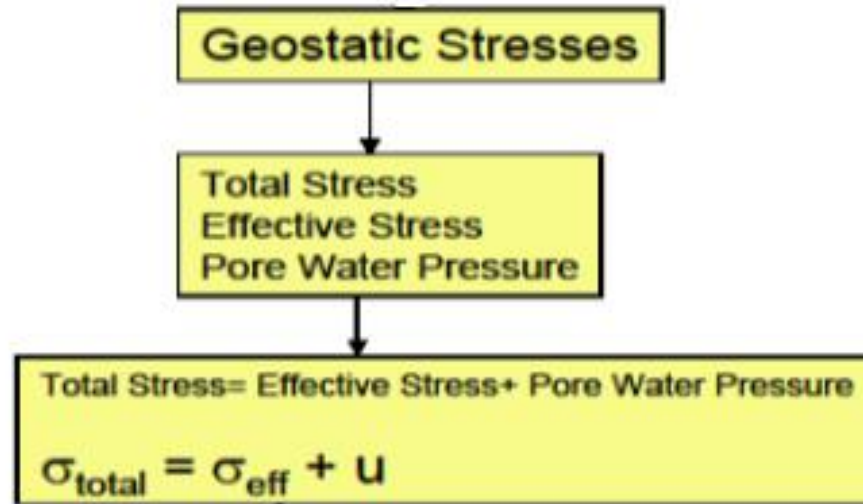 Geostatic Stresses
Total Stress
Effective Stress
Pore Water Pressure
Total Stress= Effective Stress+ Pore Water Pressure
σtotal = σeff + u